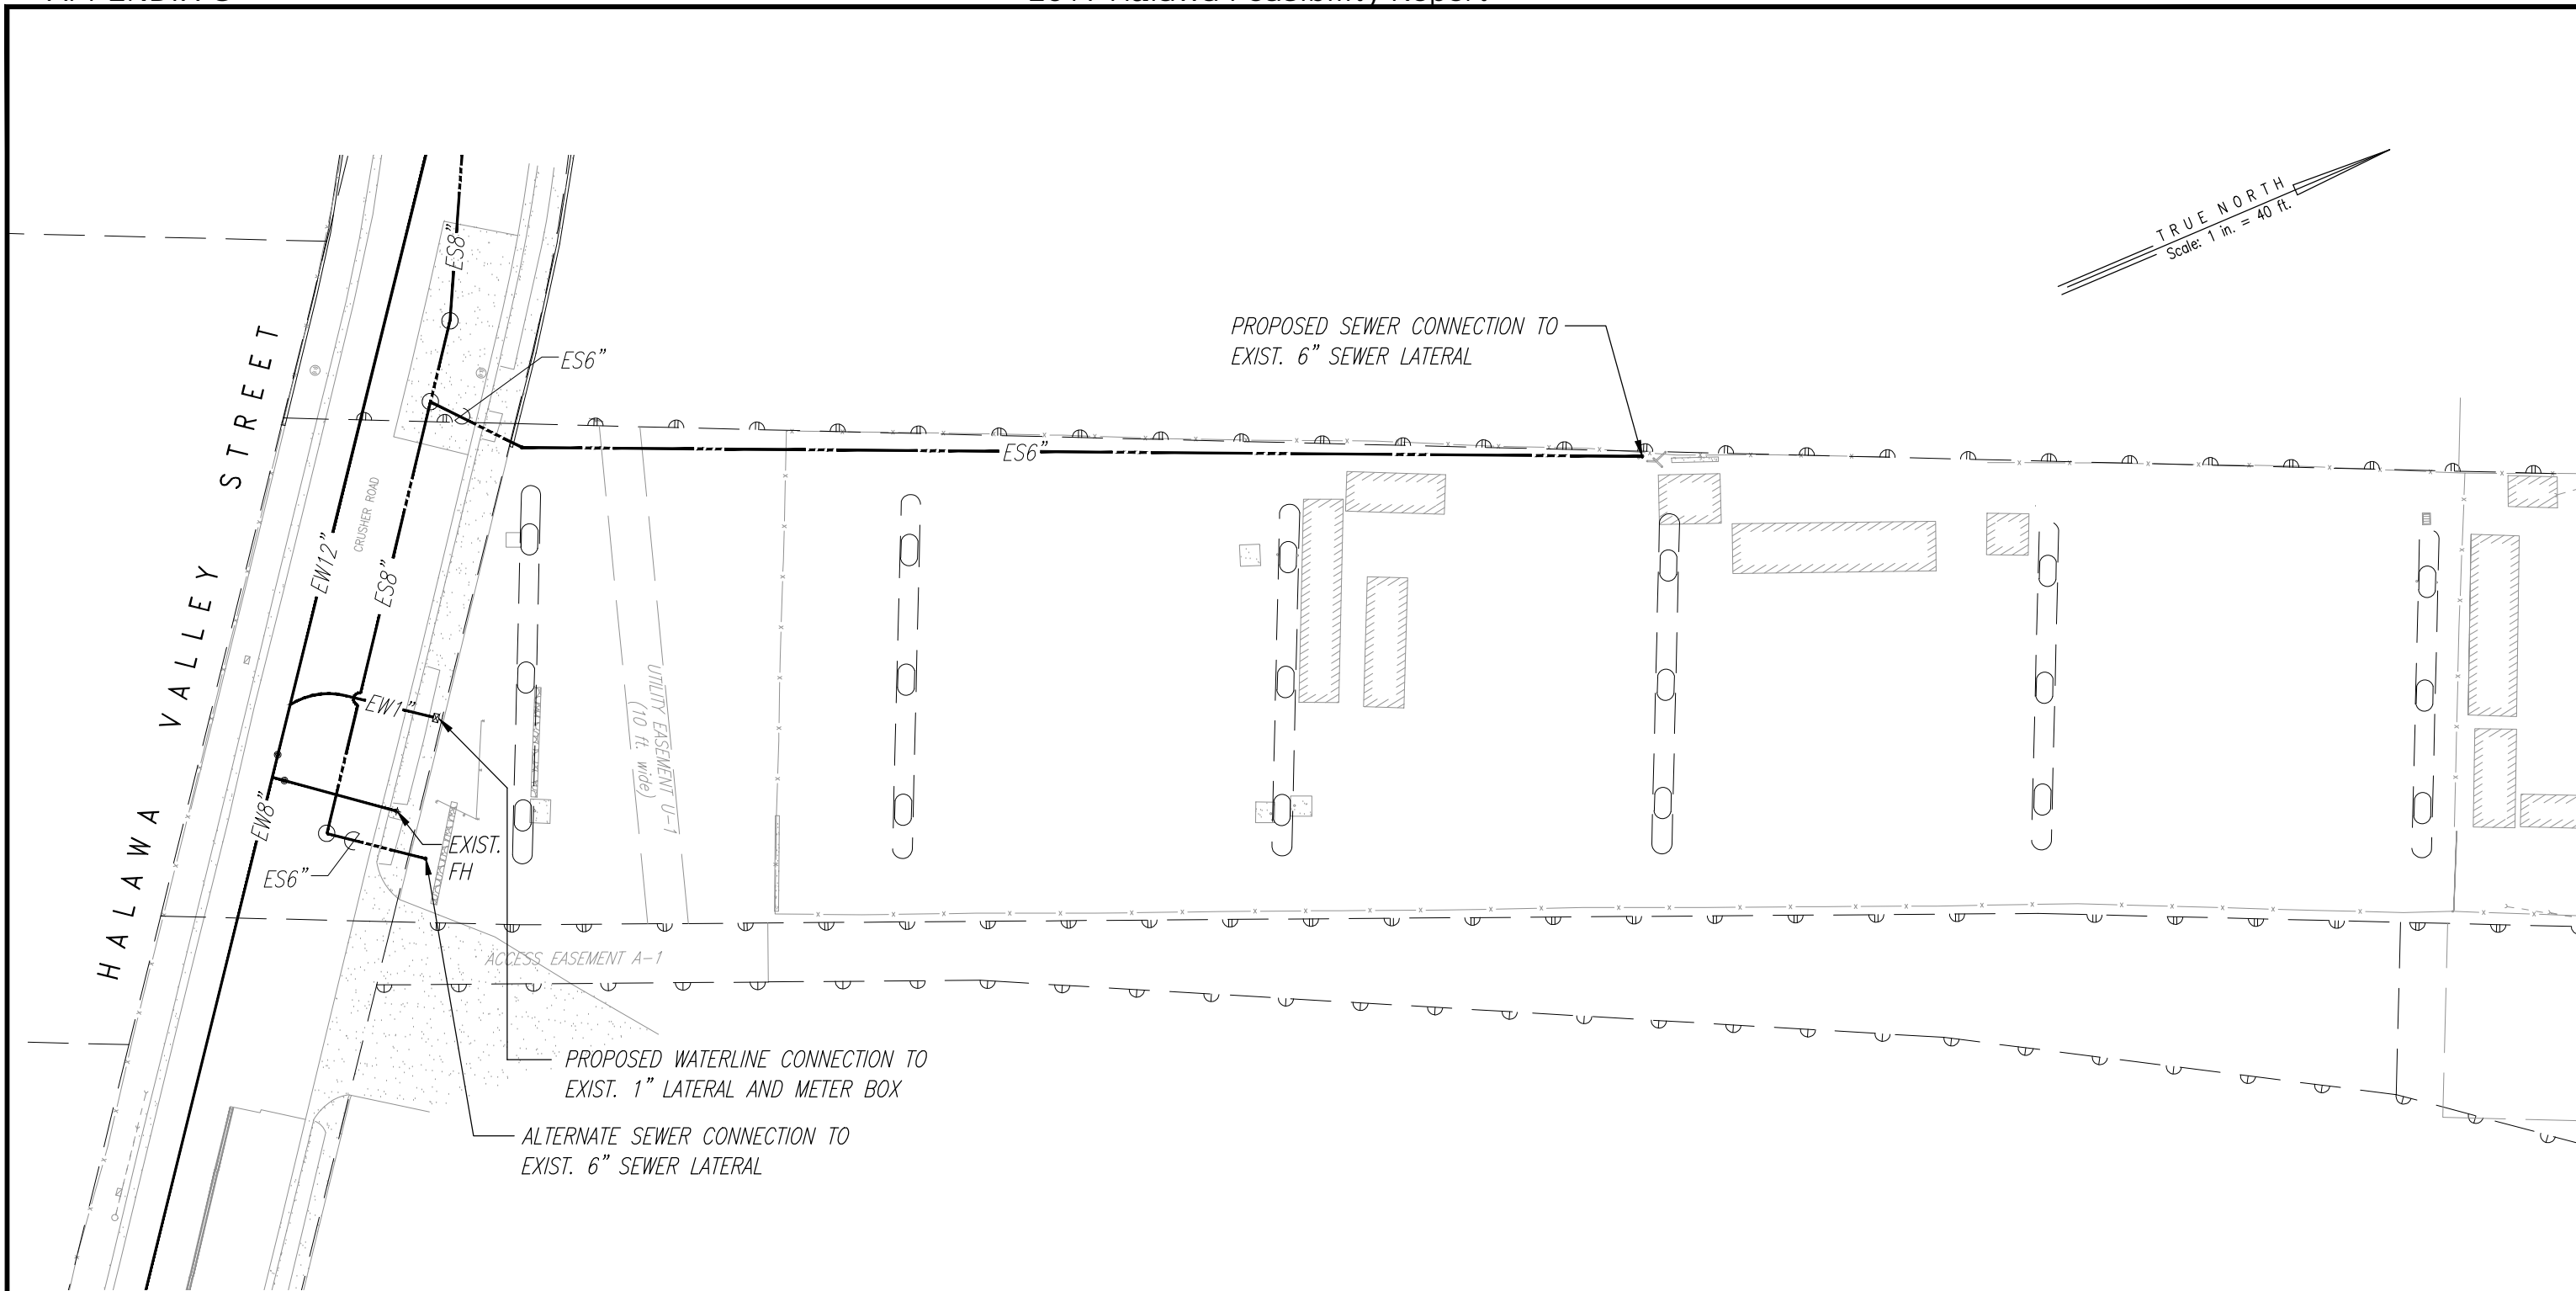 TRUE NORTH
Scale: 1 in. = 40 ft.
ES8"
PROPOSED SEWER CONNECTION TO
EXIST. 6" SEWER LATERAL
ES6"
ES6"
HALAWA VALLEY STREET
CRUSHER ROAD
EW12"
ES8"
EW1"
UTILITY EASEMENT U-1
(10 ft. wide)
EW8"
EXIST.
FH
ES6"
ACCESS EASEMENT A-1
PROPOSED WATERLINE CONNECTION TO
EXIST. 1" LATERAL AND METER BOX
ALTERNATE SEWER CONNECTION TO
EXIST. 6" SEWER LATERAL